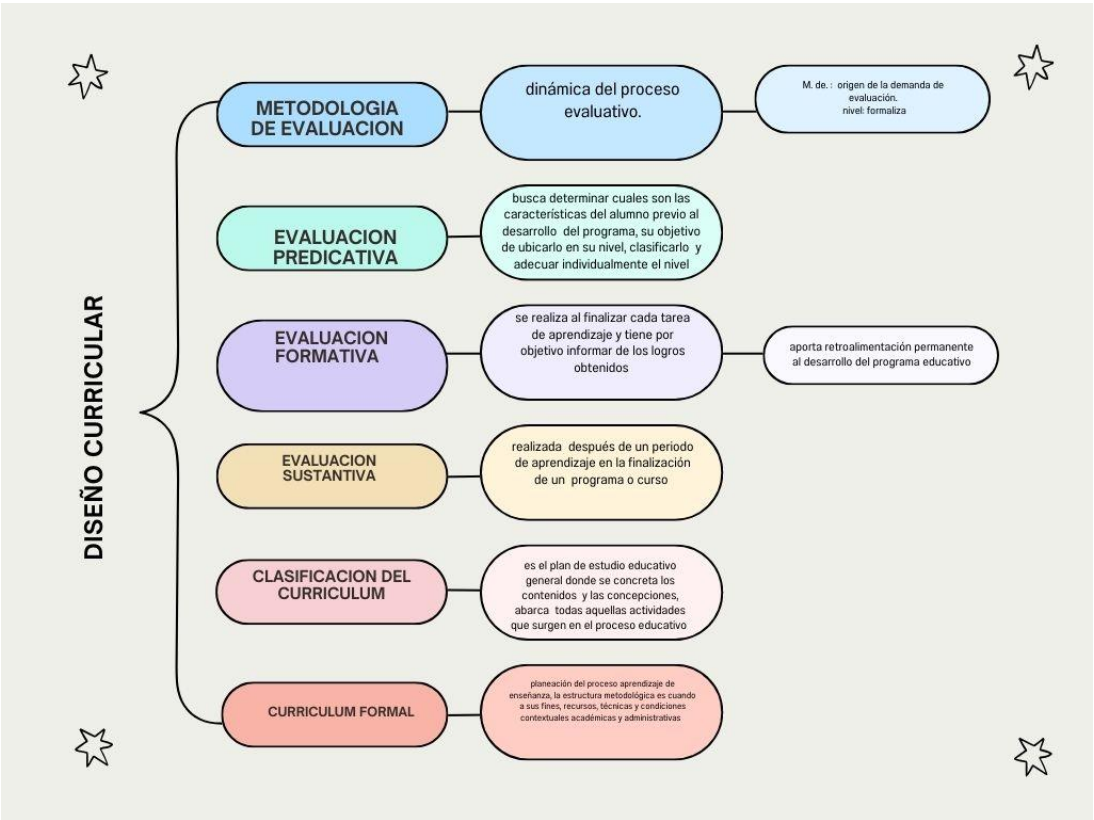 DISEÑO CURRICULAR
METODOLOGIA
DE EVALUACION
dinámica del proceso
evaluativo.
M. de. : origen de la demanda de
evaluación.
nivel: formaliza
EVALUACION
PREDICATIVA
busca determinar cuales son las
características del alumno previo al
desarrollo del programa, su objetivo
de ubicarlo en su nivel, clasificarlo y
adecuar individualmente el nivel
EVALUACION
FORMATIVA
se realiza al finalizar cada tarea
de aprendizaje y tiene por
objetivo informar de los logros
obtenidos
aporta retroalimentación permanente
al desarrollo del programa educativo
EVALUACION
SUSTANTIVA
realizada después de un periodo
de aprendizaje en la finalización
de un programa o curso
CLASIFICACION DEL
CURRICULUM
es el plan de estudio educativo
general donde se concreta los
contenidos y las concepciones,
abarca todas aquellas actividades
que surgen en el proceso educativo
CURRICULUM FORMAL
planeación del proceso aprendizaje de
enseñanza, la estructura metodológica es cuando
a sus fines, recursos, técnicas y condiciones
contextuales académicas y administrativas